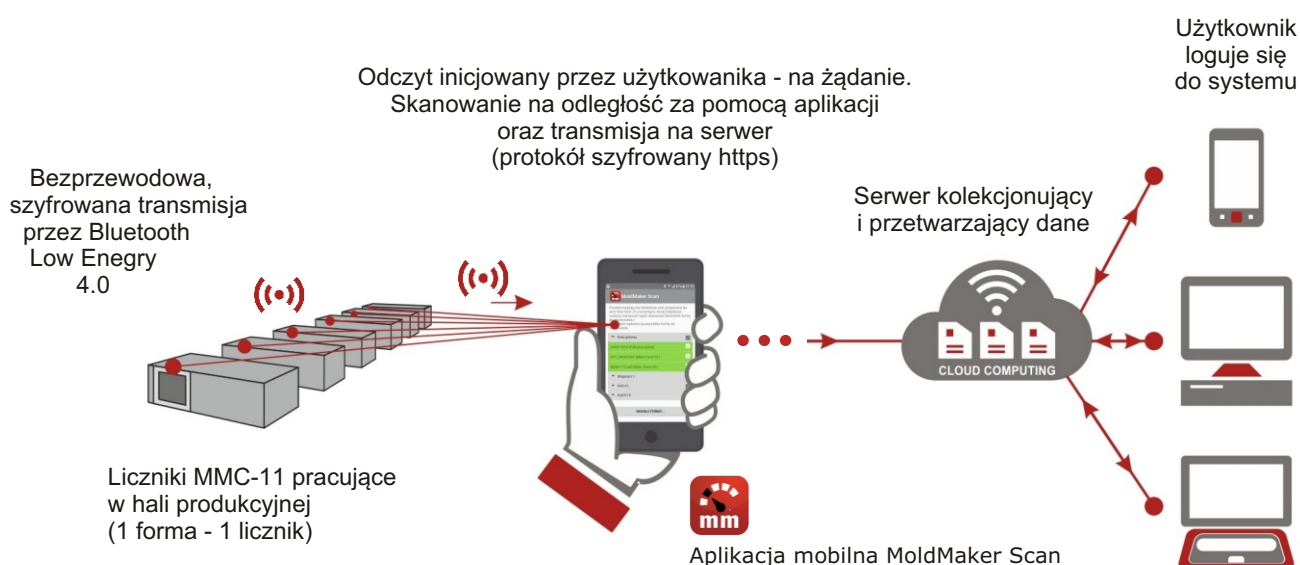 Użytkownik
loguje się
do systemu
Odczyt inicjowany przez użytkowanika - na żądanie.
Skanowanie na odległość za pomocą aplikacji
oraz transmisja na serwer
(protokół szyfrowany https)
Bezprzewodowa,
szyfrowana transmisja
przez Bluetooth
Low Enegry
4.0
Serwer kolekcjonujący
i przetwarzający dane
MoldMaker Scan
CLOUD COMPUTING
Liczniki MMC-11 pracujące
w hali produkcyjnej
(1 forma - 1 licznik)
mm
Aplikacja mobilna MoldMaker Scan